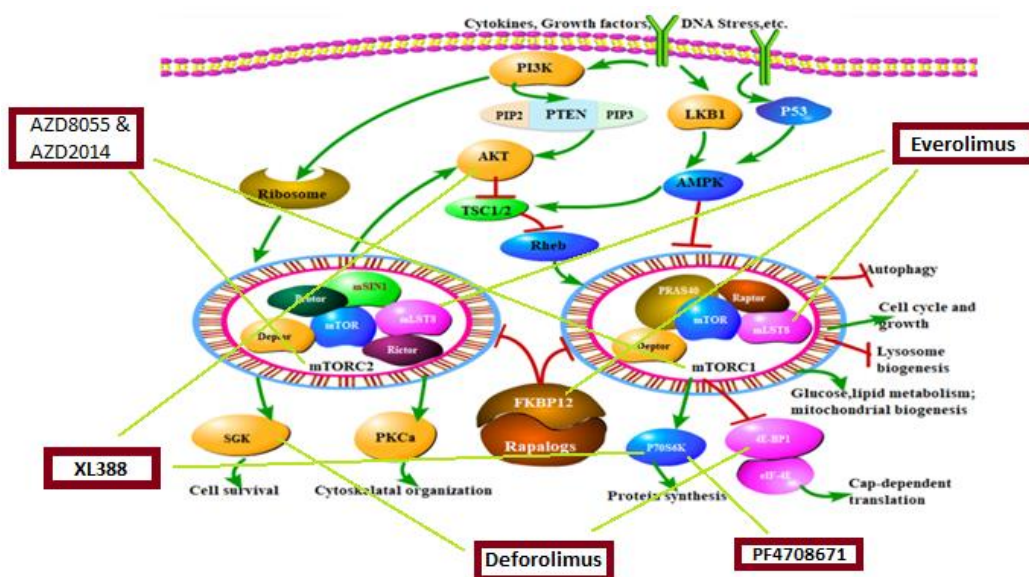 Cytokines, Growth factors, DNA Stress,etc.
PI3K
PIP2 PTEN PIP3
LKB1
P53
AZD8055 &
AZD2014
Everolimus
AKT
AMPK
Ribosome
TSC1/2
Rheb
mSIN1
Protor
mTOR
mLST8
Deptor
Rictor
mTORC2
PRAS40
Raptor
mTOR
mLST8
Deptor
mTORC1
Autophagy
Cell cycle and
growth
Lysosome
biogenesis
Glucose,lipid metabolism;
mitochondrial biogenesis
FKBP12
Rapalogs
SGK
PKCa
P70S6K
4E-BP1
eIF-4E
XL388
Cell survival
Cytoskelatal organization
Protein synthesis
Cap-dependent
translation
Deforolimus
PF4708671